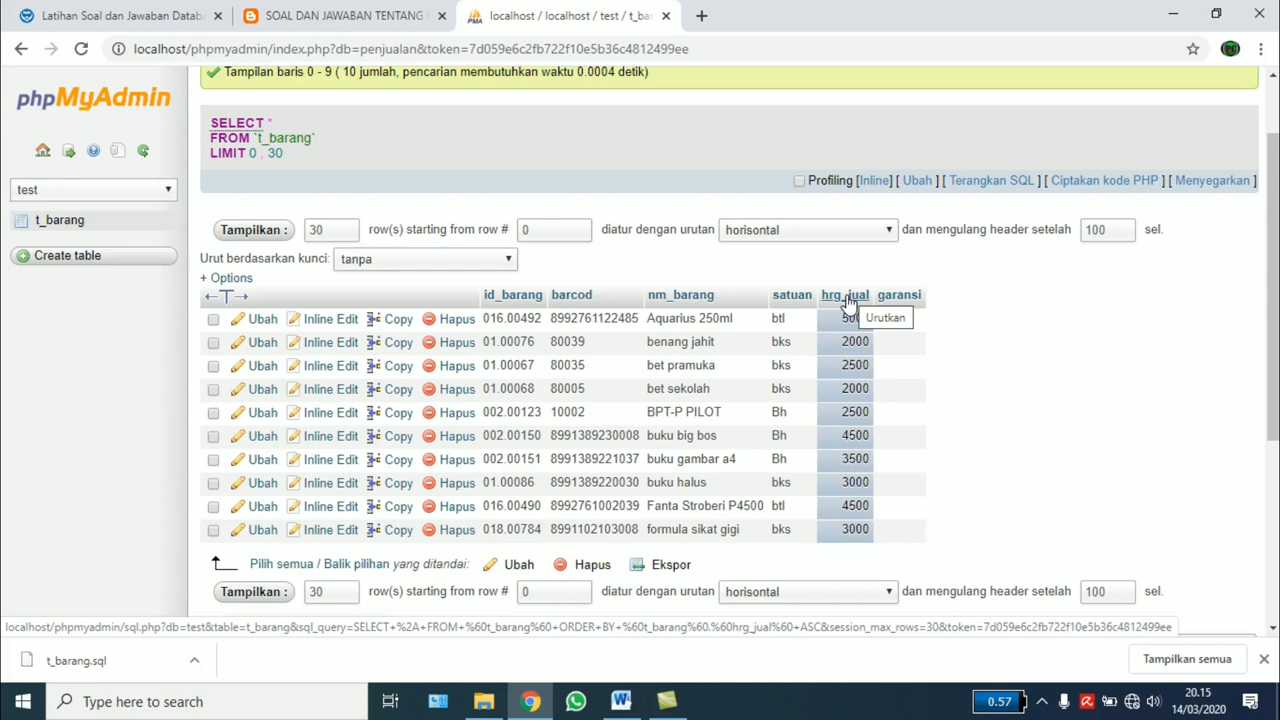 Latihan Soal dan Jawaban Databa
SOAL DAN JAWABAN TENTANG
PMA localhost / localhost / test / t_bar
localhost/phpmyadmin/index.php?db=penjualan&token=7d059e6c2fb722f10e5b36c4812499ee
phpMyAdmin
test
t_barang
Create table
Tampilan baris 0 - 9 ( 10 jumlah, pencarian membutuhkan waktu 0.0004 detik)
SELECT *
FROM `t_barang`
LIMIT 0 , 30
Profiling [Inline] [ Ubah ] [ Terangkan SQL ] [ Ciptakan kode PHP ] [ Menyegarkan ]
Tampilkan : 30 row(s) starting from row # 0 diatur dengan urutan horisontal dan mengulang header setelah 100 sel.
Urut berdasarkan kunci: tanpa
+ Options
←T→ id_barang barcod nm_barang satuan hrg_jual garansi
Ubah Inline Edit Copy Hapus 016.00492 8992761122485 Aquarius 250ml btl
Urutkan
Ubah Inline Edit Copy Hapus 01.00076 80039 benang jahit bks 2000
Ubah Inline Edit Copy Hapus 01.00067 80035 bet pramuka bks 2500
Ubah Inline Edit Copy Hapus 01.00068 80005 bet sekolah bks 2000
Ubah Inline Edit Copy Hapus 002.00123 10002 BPT-P PILOT Bh 2500
Ubah Inline Edit Copy Hapus 002.00150 8991389230008 buku big bos Bh 4500
Ubah Inline Edit Copy Hapus 002.00151 8991389221037 buku gambar a4 Bh 3500
Ubah Inline Edit Copy Hapus 01.00086 8991389220030 buku halus bks 3000
Ubah Inline Edit Copy Hapus 016.00490 8992761002039 Fanta Stroberi P4500 btl 4500
Ubah Inline Edit Copy Hapus 018.00784 8991102103008 formula sikat gigi bks 3000
Pilih semua / Balik pilihan yang ditandai: Ubah Hapus Ekspor
Tampilkan : 30 row(s) starting from row # 0 diatur dengan urutan horisontal dan mengulang header setelah 100 sel.
localhost/phpmyadmin/sql.php?db=test&table=t_barang&sql_query=SELECT+%2A+FROM+%60t_barang%60+ORDER+BY+%60t_barang%60.%60hrg_jual%60+ASC&session_max_rows=30&token=7d059e6c2fb722f10e5b36c4812499ee
t_barang.sql
Tampilkan semua
Type here to search
0.57
20.15
14/03/2020